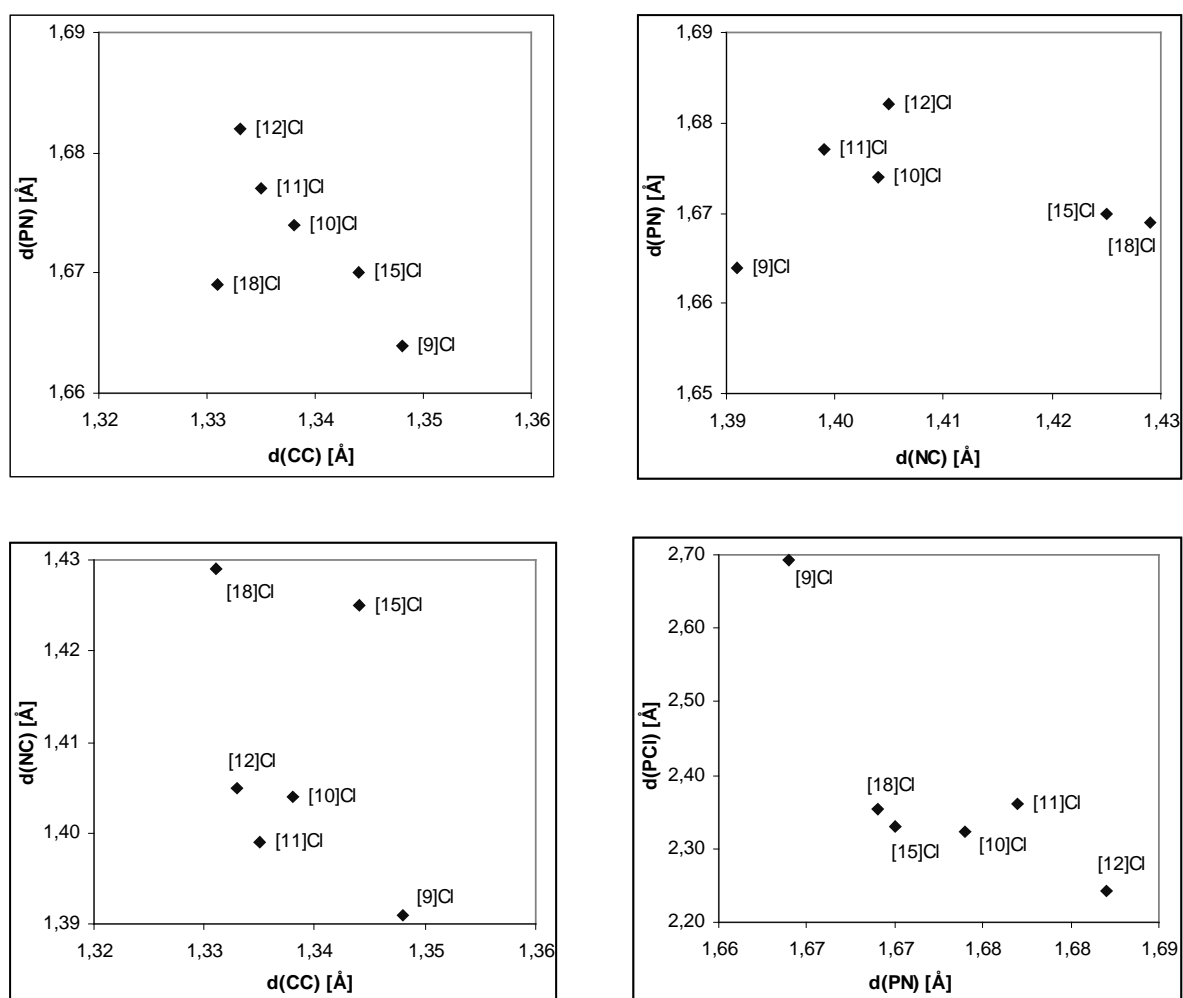 1,69
1,68
1,67
1,66
d(PN) [Å]
[12]Cl
[11]Cl
[10]Cl
[18]Cl
[15]Cl
[9]Cl
1,32 1,33 1,34 1,35 1,36
d(CC) [Å]
1,69
1,68
1,67
1,66
1,65
d(PN) [Å]
[12]Cl
[11]Cl
[10]Cl
[15]Cl
[18]Cl
[9]Cl
1,39 1,40 1,41 1,42 1,43
d(NC) [Å]
1,43
1,42
1,41
1,40
1,39
d(NC) [Å]
[18]Cl
[15]Cl
[12]Cl
[10]Cl
[11]Cl
[9]Cl
1,32 1,33 1,34 1,35 1,36
d(CC) [Å]
2,70
2,60
2,50
2,40
2,30
2,20
d(PCl) [Å]
[9]Cl
[18]Cl
[11]Cl
[15]Cl
[10]Cl
[12]Cl
1,66 1,67 1,67 1,68 1,68 1,69
d(PN) [Å]